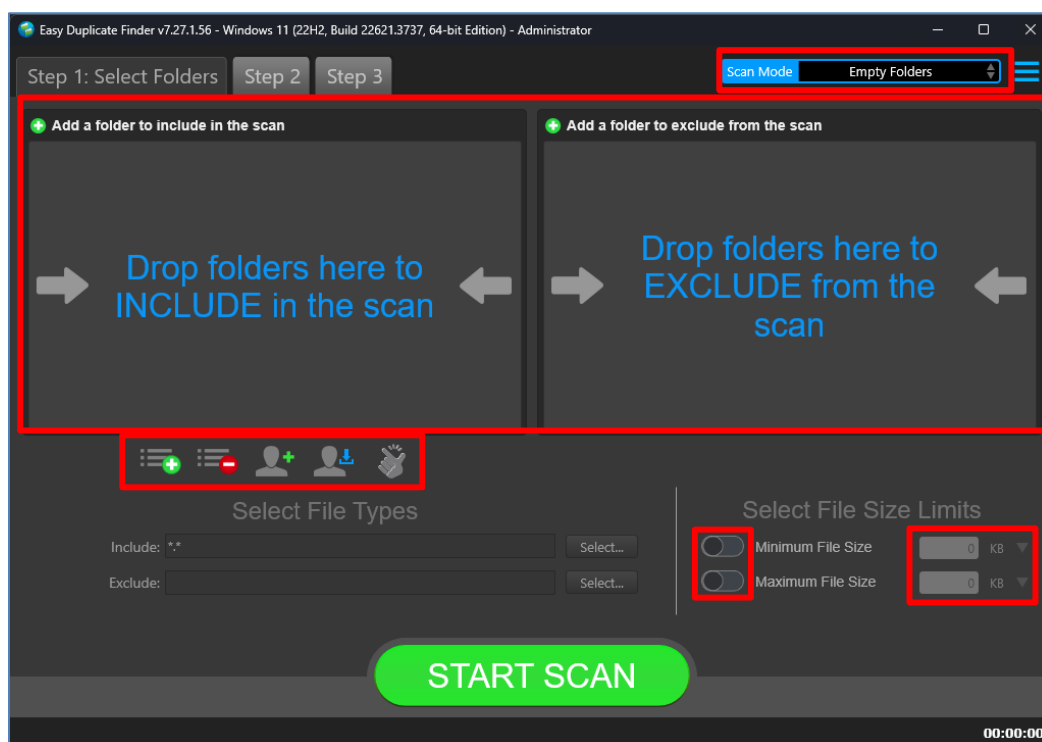 Easy Duplicate Finder v7.27.1.56 - Windows 11 (22H2, Build 22621.3737, 64-bit Edition) - Administrator
Step 1: Select Folders Step 2 Step 3 Scan Mode Empty Folders
Add a folder to include in the scan
Drop folders here to
INCLUDE in the scan
Add a folder to exclude from the scan
Drop folders here to
EXCLUDE from the
scan
Select File Types
Include: *.* Select...
Exclude: Select...
Select File Size Limits
Minimum File Size 0 KB
Maximum File Size 0 KB
START SCAN
00:00:00